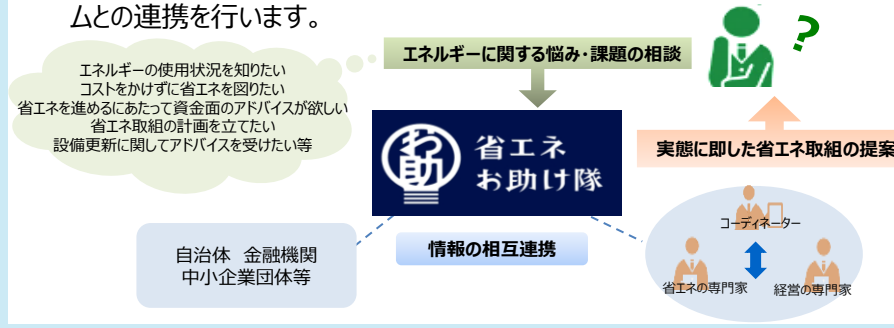 ムとの連携を行います。
エネルギーに関する悩み・課題の相談
?
エネルギーの使用状況を知りたい
コストをかけずに省エネを図りたい
省エネを進めるにあたって資金面のアドバイスが欲しい
省エネ取組の計画を立てたい
設備更新に関してアドバイスを受けたい等
お助
省エネ
お助け隊
実態に即した省エネ取組の提案
自治体 金融機関
中小企業団体等
情報の相互連携
コーディネーター
省エネの専門家
経営の専門家